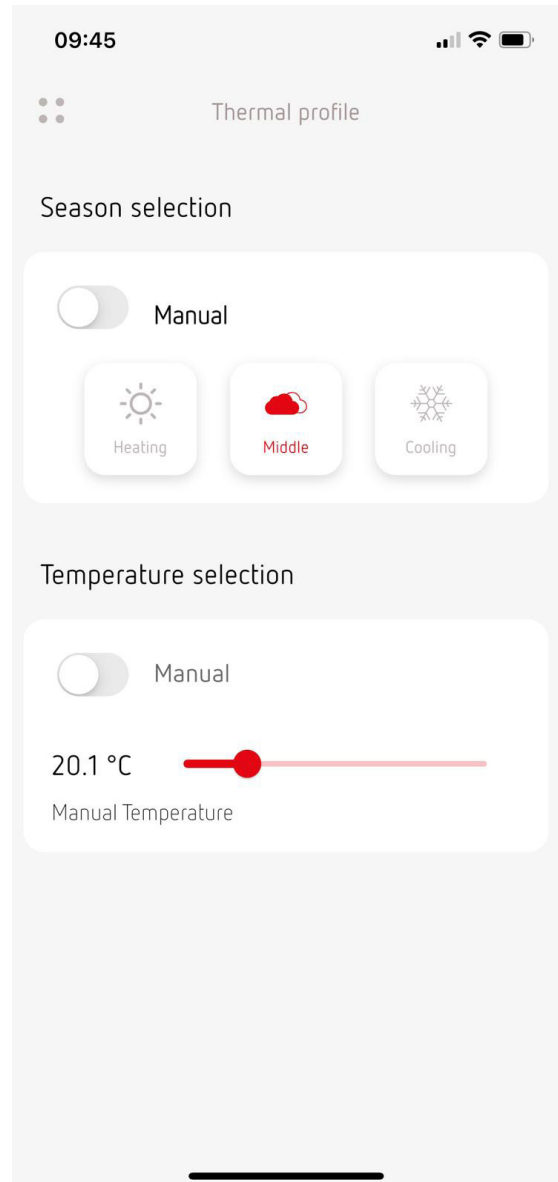 09:45
Thermal profile
Season selection
Manual
Heating
Middle
Cooling
Temperature selection
Manual
20.1 °C
Manual Temperature